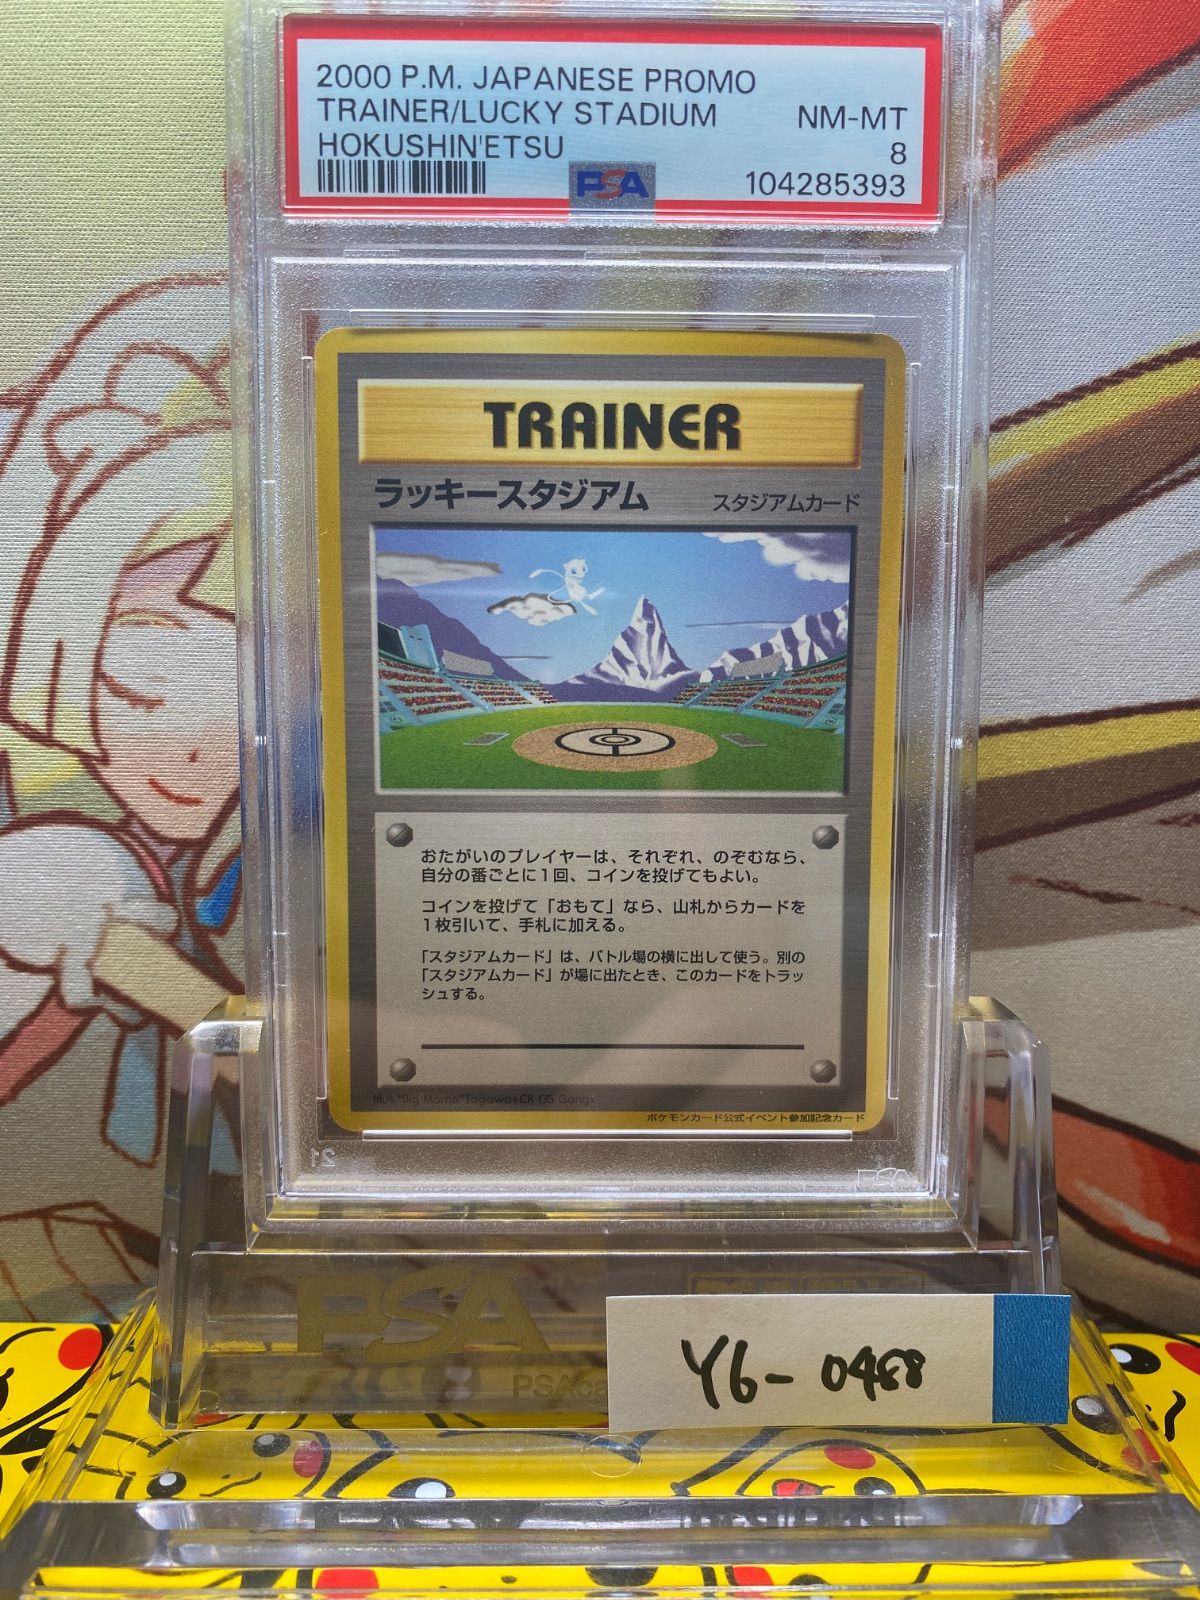 2000 P.M. JAPANESE PROMO
TRAINER/LUCKY STADIUM NM-MT
HOKUSHIN'ETSU 8
PSA 104285393
TRAINER
ラッキースタジアム スタジアムカード
おたがいのプレイヤーは、それぞれ、のぞむなら、
自分の番ごとに1回、コインを投げてもよい。
コインを投げて「おもて」なら、山札からカードを
1枚引いて、手札に加える。
「スタジアムカード」は、バトル場の横に出して使う。別の
「スタジアムカード」が場に出たとき、このカードをトラッ
シュする。
Illus."Big Mama"Tagawa+CR CG Gangs
ポケモンカード公式イベント参加記念カード
21
PSA
PSA
Y6-0488